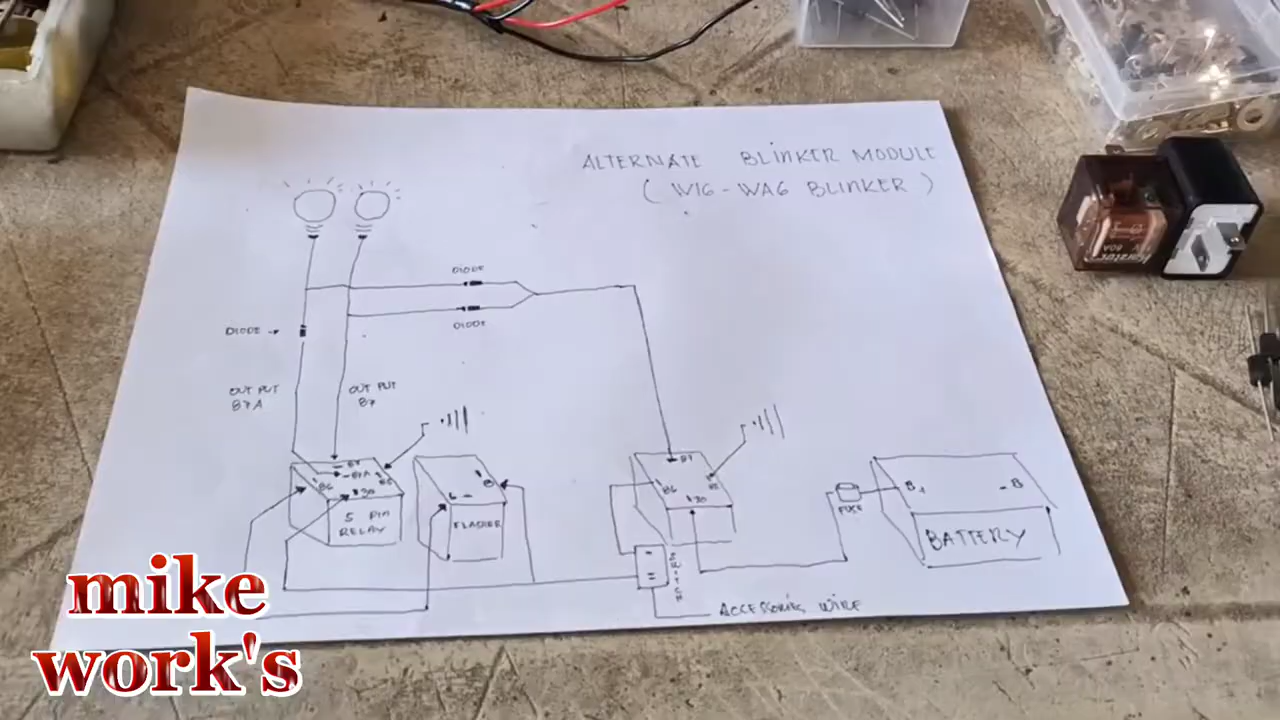 ALTERNATE BLINKER MODULE
( WIG-WAG BLINKER )
DIODE
DIODE
DIODE
OUT PUT
87A
OUT PUT
87
87
87A
86
85
30
5 PIN
RELAY
L
B
FLASHER
87
86
85
30
SWITCH
FUSE
B+
-B
BATTERY
ACCESSORIES WIRE
80A
mike
work's